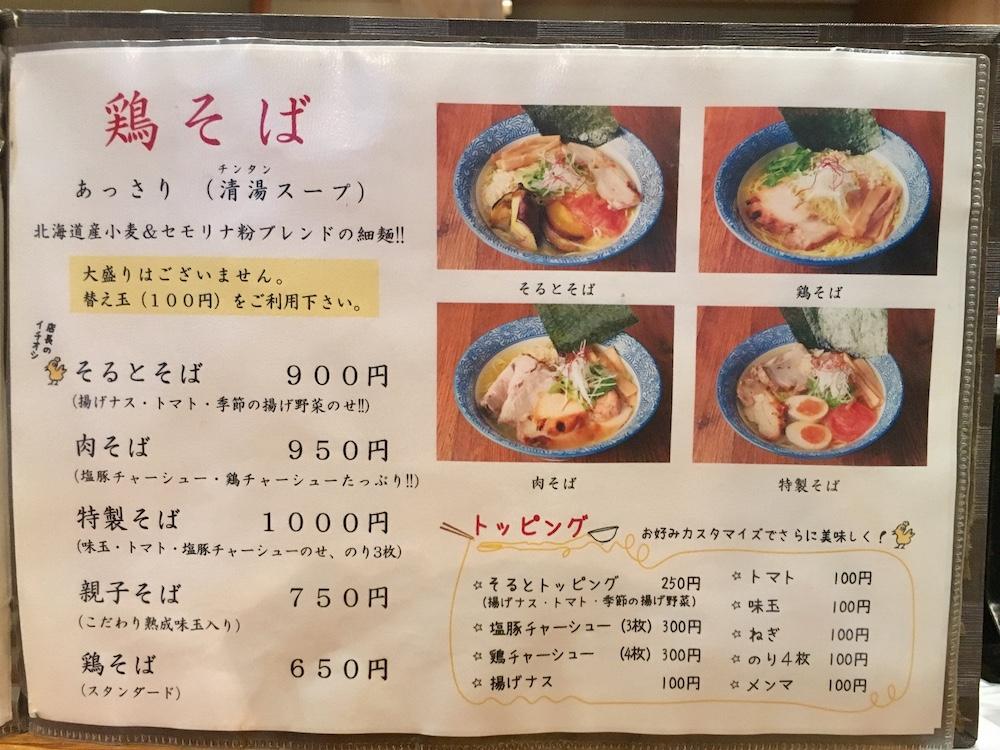 鶏そば
チンタン
あっさり （清湯スープ）
北海道産小麦＆セモリナ粉ブレンドの細麺!!
大盛りはございません。
替え玉（１００円）をご利用下さい。
店長の
イチオシ
そるとそば ９００円
(揚げナス・トマト・季節の揚げ野菜のせ!!)
肉そば ９５０円
(塩豚チャーシュー・鶏チャーシューたっぷり!!)
特製そば １０００円
(味玉・トマト・塩豚チャーシューのせ、のり3枚)
親子そば ７５０円
(こだわり熟成味玉入り)
鶏そば ６５０円
(スタンダード)
そるとそば
鶏そば
肉そば
特製そば
トッピング
お好みカスタマイズでさらに美味しく！
☆そるとトッピング 250円
(揚げナス・トマト・季節の揚げ野菜)
☆塩豚チャーシュー (3枚) 300円
☆鶏チャーシュー (4枚) 300円
☆揚げナス 100円
☆トマト 100円
☆味玉 100円
☆ねぎ 100円
☆のり４枚 100円
☆メンマ 100円